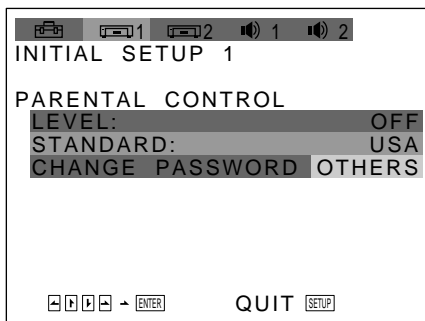 1 2 1 2
INITIAL SETUP 1
PARENTAL CONTROL
LEVEL: OFF
STANDARD: USA
CHANGE PASSWORD OTHERS
ENTER QUIT SETUP